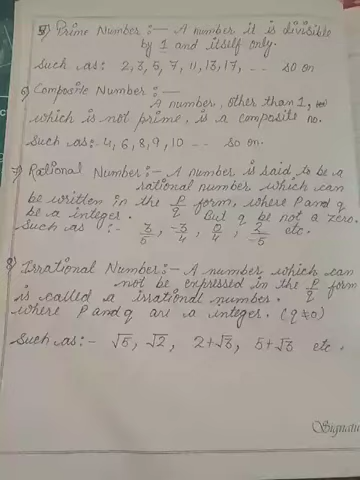 5) Prime Number :- A number it is divisible
by 1 and itself only.
Such as: 2, 3, 5, 7, 11, 13, 17, .. so on
6) Composite Number :-
A number, other than 1,
which is not prime, is a composite no.
Such as:- 4, 6, 8, 9, 10 .. so on.
7) Rational Number :- A number is said to be a
rational number which can
be written in the P/q form, where P and q
be a integer. But q be not a zero.
Such as :- 3/5, -3/4, 0/4, 2/-5 etc.
8) Irrational Number :- A number which can
not be expressed in the P/q form
is called a irrational number.
where P and q are a integer. (q ≠ 0)
Such as:- √5, √2, 2+√3, 5+√3 etc.
Signatu